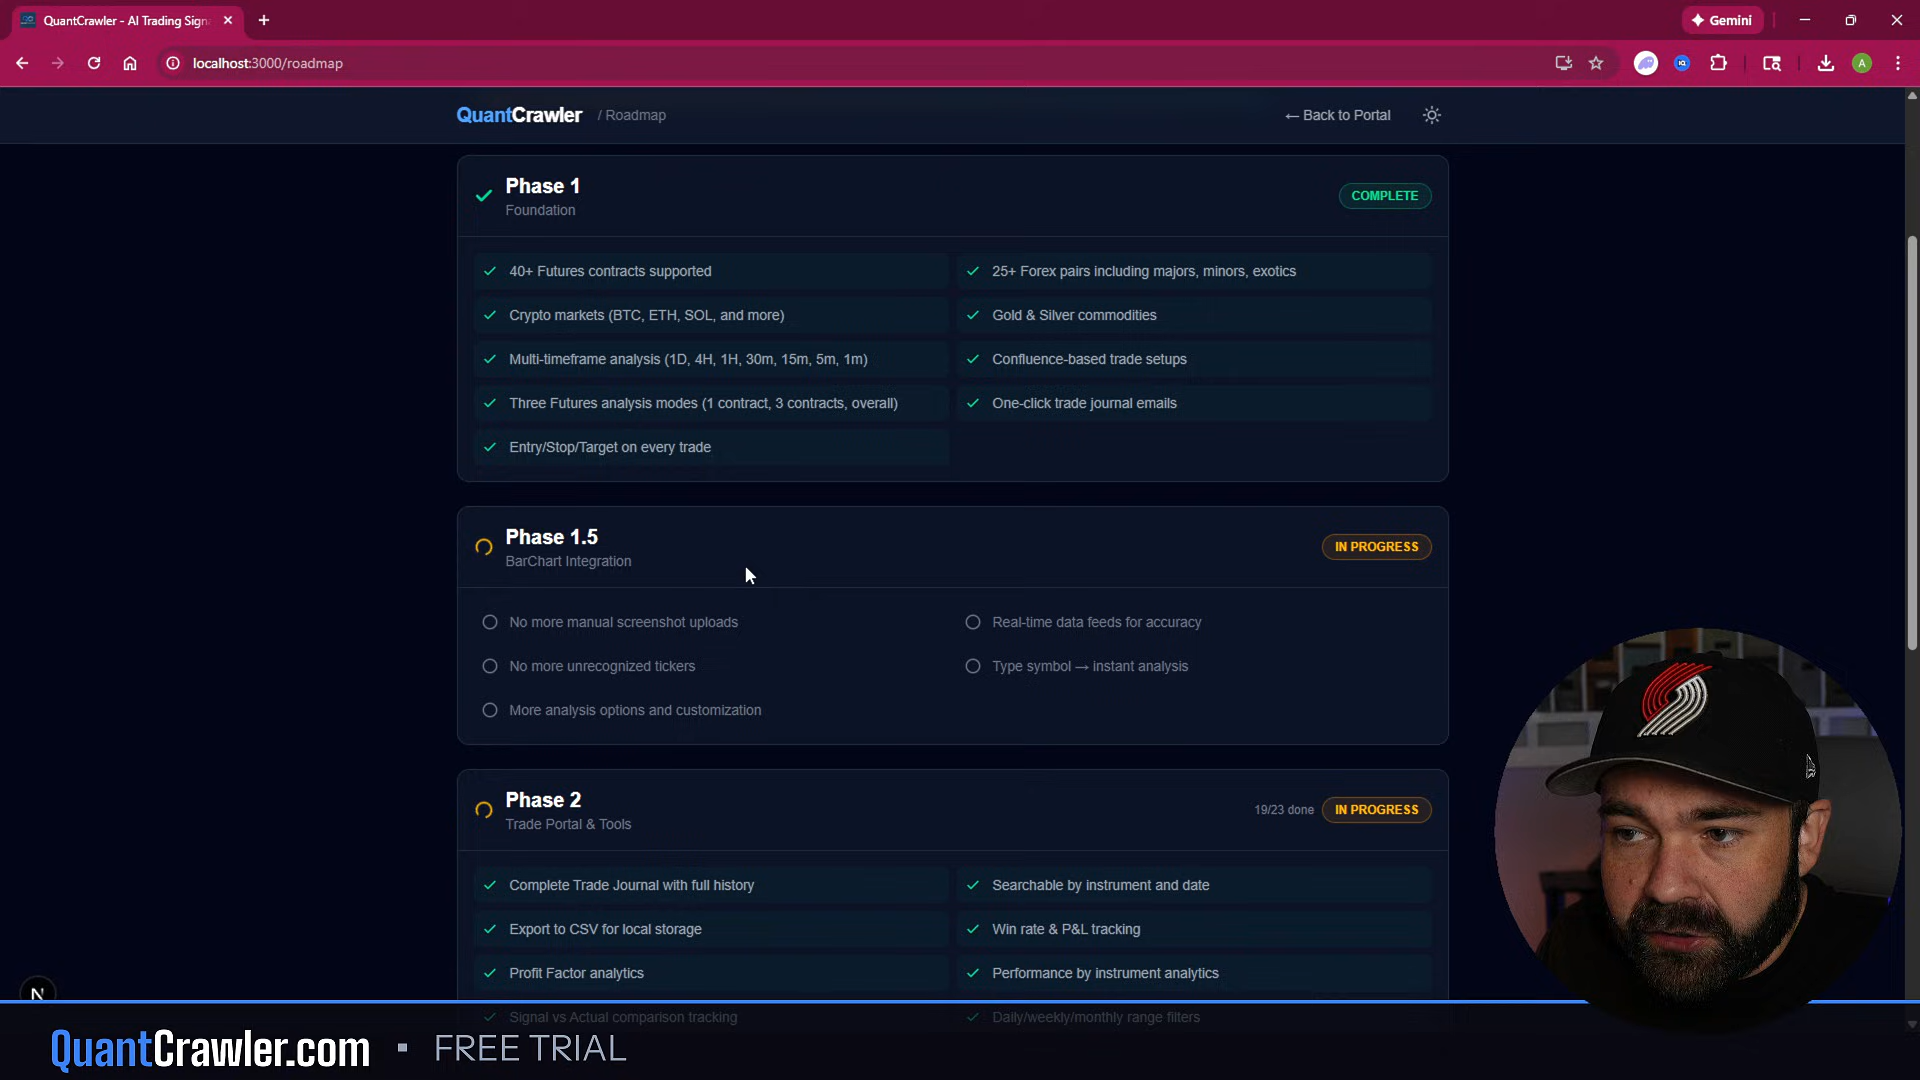 QuantCrawler - AI Trading Sign
Gemini
localhost:3000/roadmap
A
QuantCrawler / Roadmap
← Back to Portal
Phase 1
Foundation
COMPLETE
40+ Futures contracts supported
25+ Forex pairs including majors, minors, exotics
Crypto markets (BTC, ETH, SOL, and more)
Gold & Silver commodities
Multi-timeframe analysis (1D, 4H, 1H, 30m, 15m, 5m, 1m)
Confluence-based trade setups
Three Futures analysis modes (1 contract, 3 contracts, overall)
One-click trade journal emails
Entry/Stop/Target on every trade
Phase 1.5
BarChart Integration
IN PROGRESS
No more manual screenshot uploads
Real-time data feeds for accuracy
No more unrecognized tickers
Type symbol → instant analysis
More analysis options and customization
Phase 2
Trade Portal & Tools
19/23 done
IN PROGRESS
Complete Trade Journal with full history
Searchable by instrument and date
Export to CSV for local storage
Win rate & P&L tracking
Profit Factor analytics
Performance by instrument analytics
N
Signal vs Actual comparison tracking
Daily/weekly/monthly range filters
QuantCrawler.com ▪ FREE TRIAL